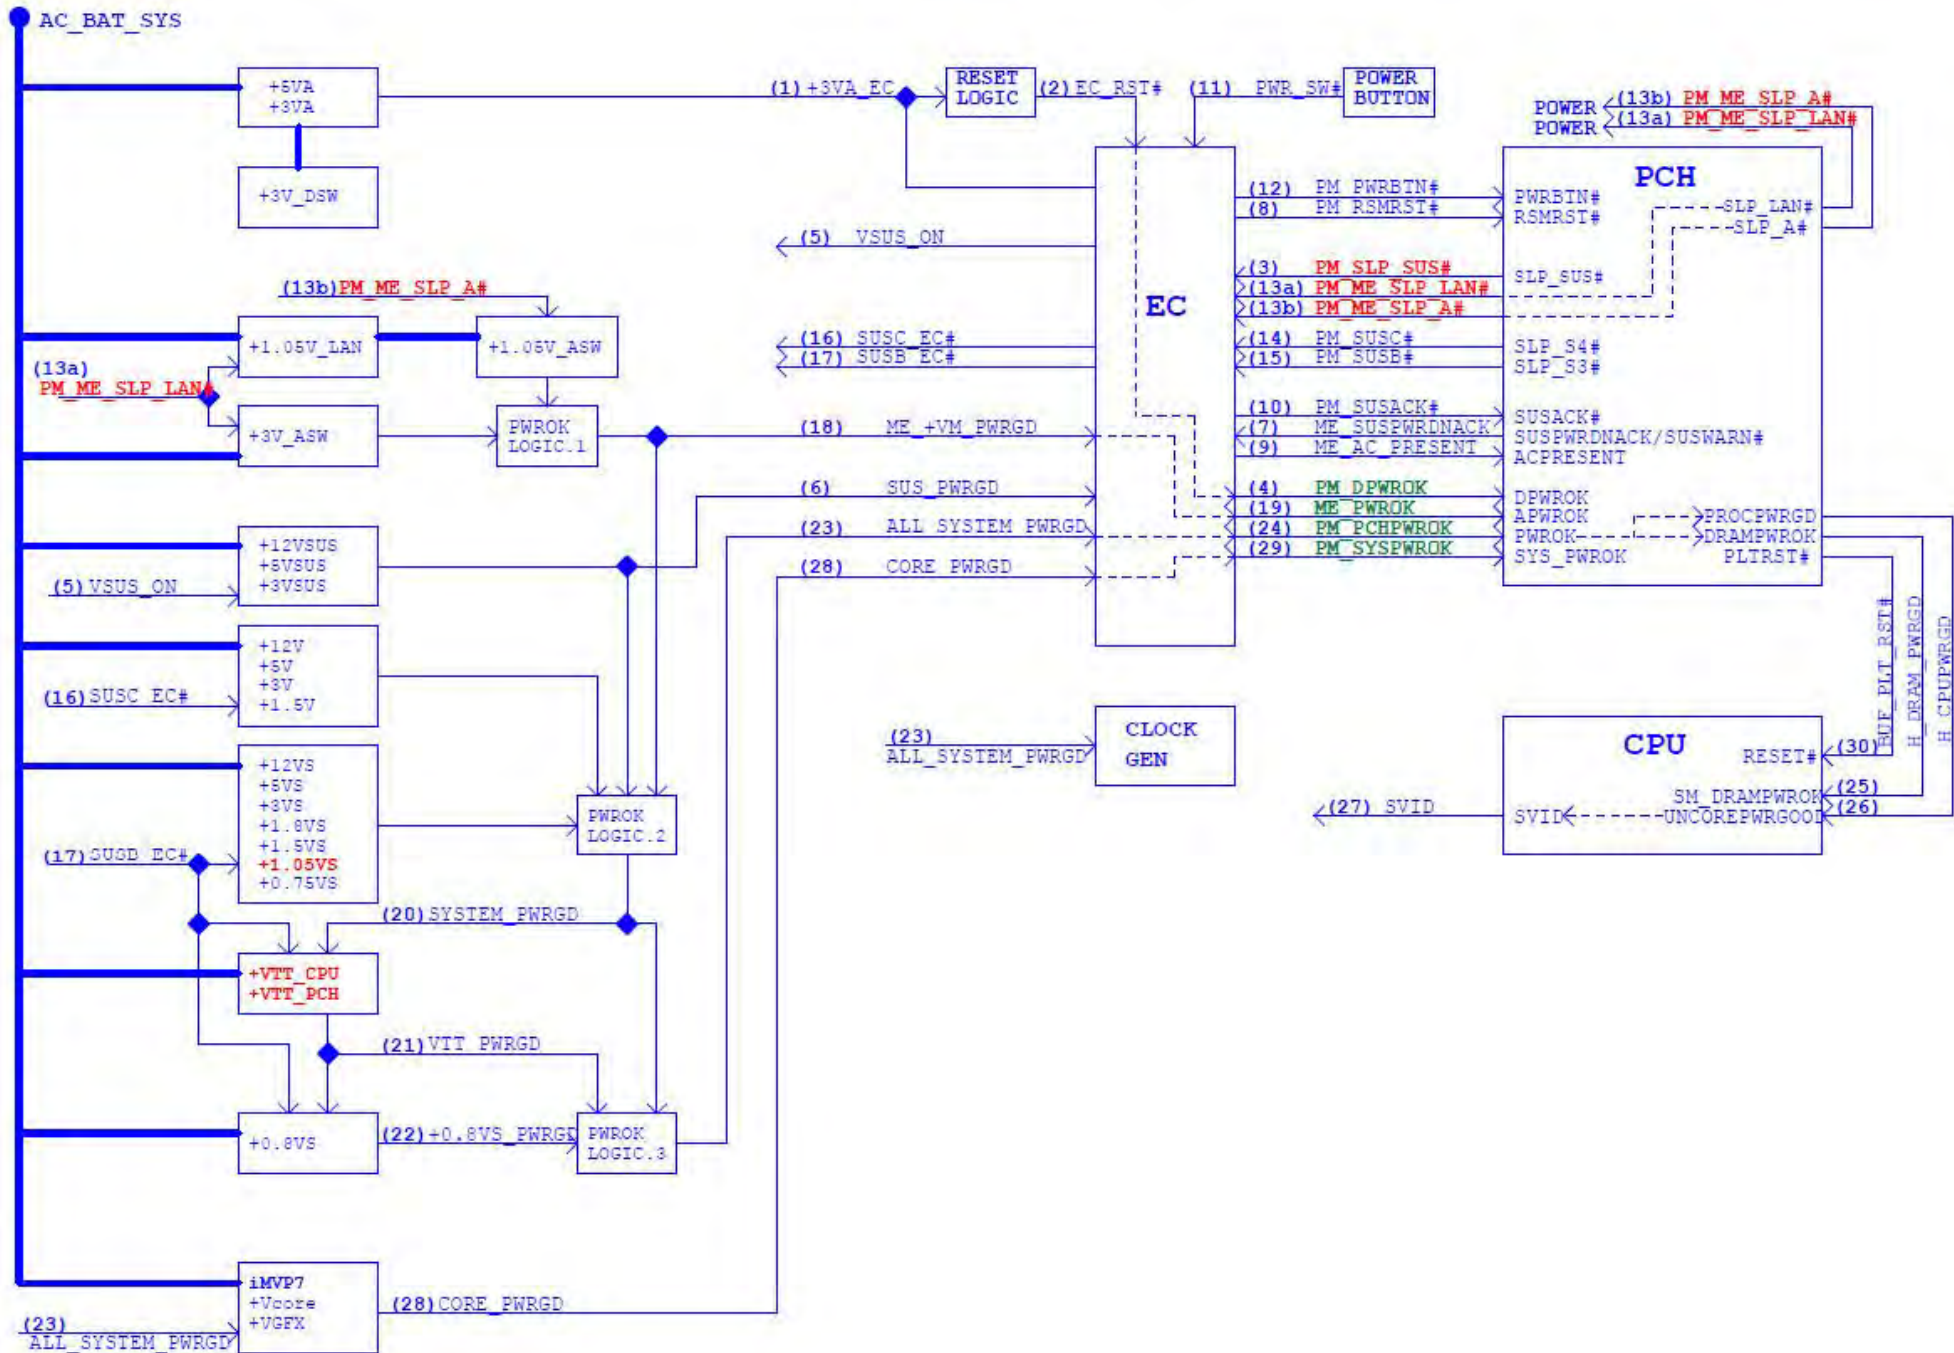 AC_BAT_SYS
+5VA
+3VA
+3V_DSW
(1) +3VA_EC
RESET
LOGIC
(2) EC_RST#
(11) PWR_SW#
POWER
BUTTON
POWER (13b) PM_ME_SLP_A#
POWER (13a) PM_ME_SLP_LAN#
EC
PCH
(12) PM_PWRBTN# PWRBTN#
(8) PM_RSMRST# RSMRST#
SLP_LAN#
SLP_A#
(5) VSUS_ON
(3) PM_SLP_SUS# SLP_SUS#
(13a) PM_ME_SLP_LAN#
(13b) PM_ME_SLP_A#
(16) SUSC_EC#
(17) SUSB_EC#
(14) PM_SUSC# SLP_S4#
(15) PM_SUSB# SLP_S3#
(10) PM_SUSACK# SUSACK#
(7) ME_SUSPWRDNACK SUSPWRDNACK/SUSWARN#
(9) ME_AC_PRESENT ACPRESENT
(4) PM_DPWROK DPWROK
(19) ME_PWROK APWROK
(24) PM_PCHPWROK PWROK
(29) PM_SYSPWROK SYS_PWROK
PROCPWRGD
DRAMPWROK
PLTRST#
(13b) PM_ME_SLP_A#
+1.05V_LAN
+1.05V_ASW
(13a)
PM_ME_SLP_LAN#
+3V_ASW
PWROK
LOGIC.1
(18) ME_+VM_PWRGD
(6) SUS_PWRGD
(23) ALL_SYSTEM_PWRGD
(28) CORE_PWRGD
+12VSUS
+5VSUS
+3VSUS
(5) VSUS_ON
+12V
+5V
+3V
+1.5V
(16) SUSC_EC#
+12VS
+5VS
+3VS
+1.8VS
+1.5VS
+1.05VS
+0.75VS
(17) SUSB_EC#
PWROK
LOGIC.2
(20) SYSTEM_PWRGD
+VTT_CPU
+VTT_PCH
(21) VTT_PWRGD
+0.8VS
(22) +0.8VS_PWRGD
PWROK
LOGIC.3
iMVP7
+Vcore
+VGFX
(23)
ALL_SYSTEM_PWRGD
(28) CORE_PWRGD
(23)
ALL_SYSTEM_PWRGD
CLOCK
GEN
BUF_PLT_RST#
H_DRAM_PWRGD
H_CPUPWRGD
CPU
RESET# (30)
SM_DRAMPWROK (25)
UNCOREPWRGOOD (26)
(27) SVID
SVID